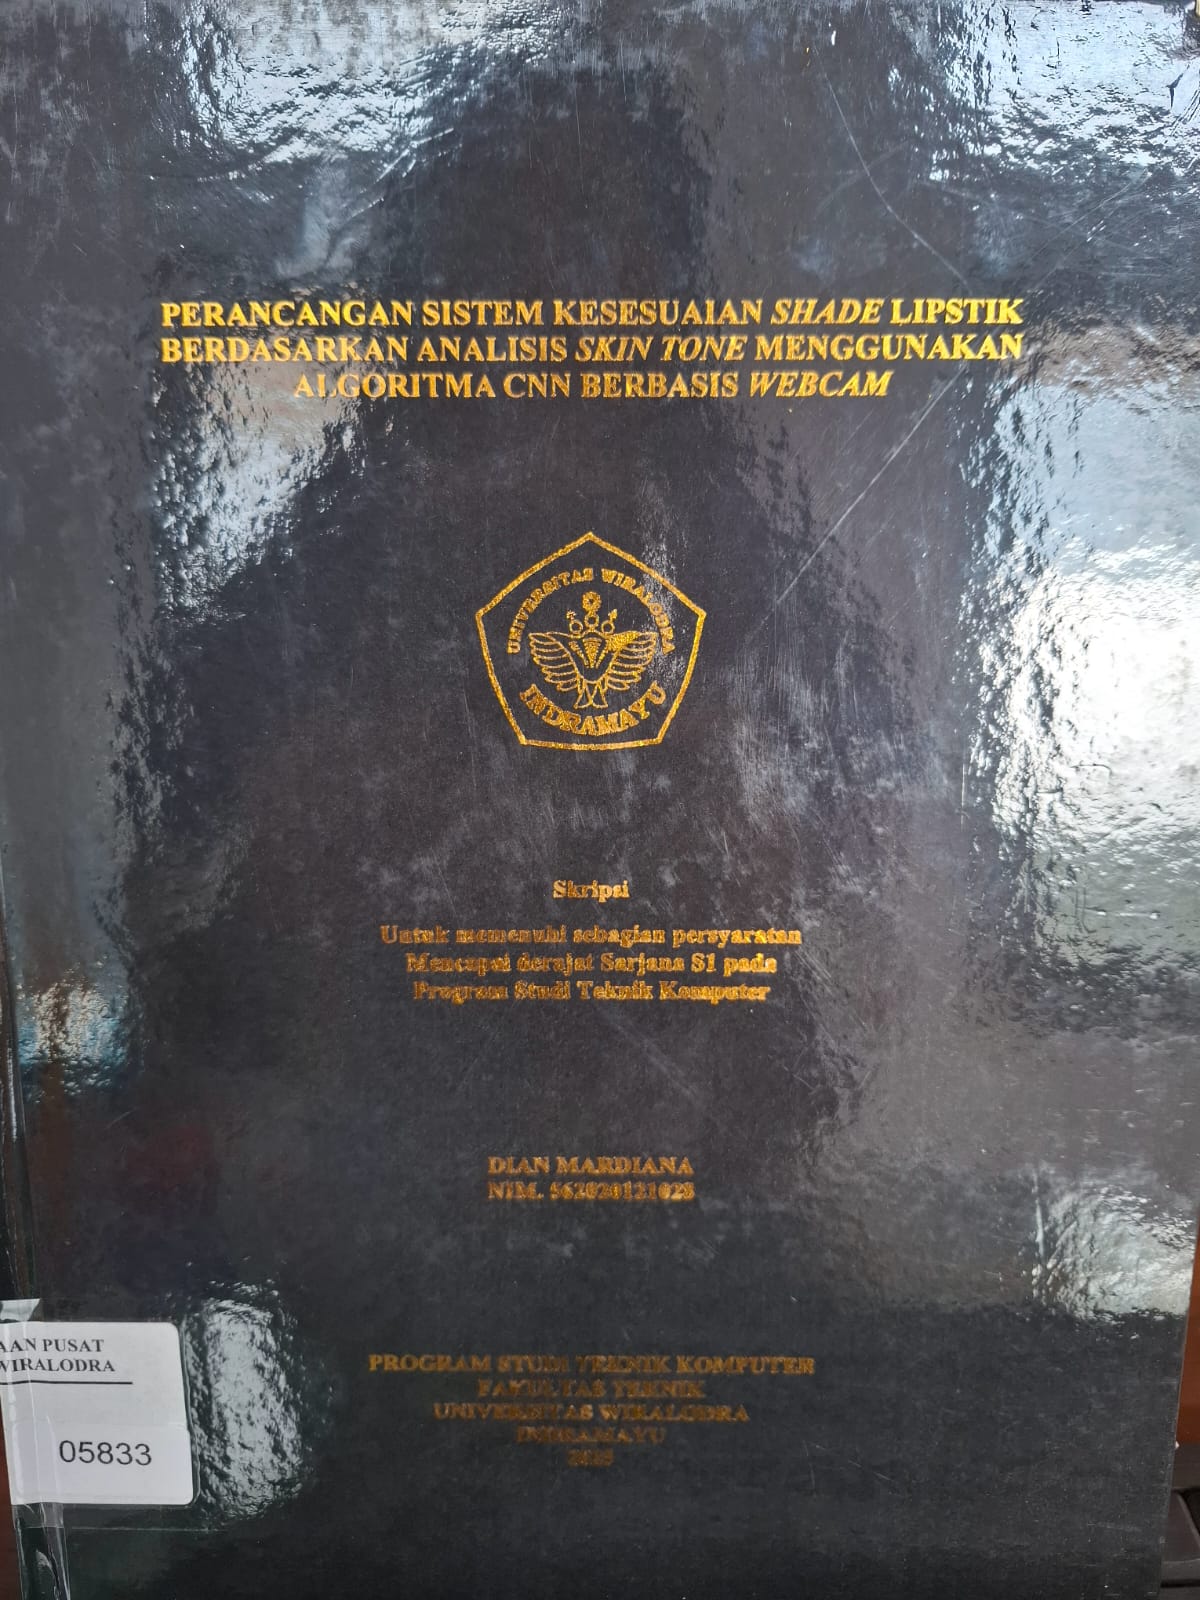 PERANCANGAN SISTEM KESESUAIAN SHADE LIPSTIK
BERDASARKAN ANALISIS SKIN TONE MENGGUNAKAN
ALGORITMA CNN BERBASIS WEBCAM
UNIVERSITAS WIRALODRA
INDRAMAYU
Skripsi
Untuk memenuhi sebagian persyaratan
Mencapai derajat Sarjana S1 pada
Program Studi Teknik Komputer
DIAN MARDIANA
NIM. 562020121028
PROGRAM STUDI TEKNIK KOMPUTER
FAKULTAS TEKNIK
UNIVERSITAS WIRALODRA
INDRAMAYU
AAN PUSAT
WIRALODRA
05833